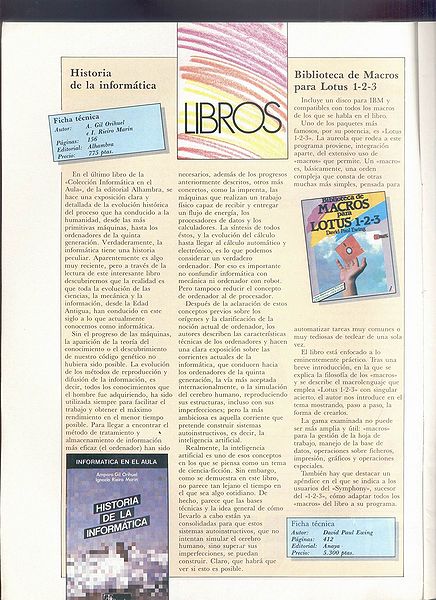 Historia
de la informática
Ficha técnica
Autor: A. Gil Orihuel
e I. Rieiro Marín
Páginas: 156
Editorial: Alhambra
Precio: 775 ptas.
En el último libro de la
«Colección Informática en el
Aula», de la editorial Alhambra, se
hace una exposición clara y
detallada de la evolución histórica
del proceso que ha conducido a la
humanidad, desde las más
primitivas máquinas, hasta los
ordenadores de la quinta
generación. Verdaderamente, la
informática tiene una historia
peculiar. Aparentemente es algo
muy reciente, pero a través de la
lectura de este interesante libro
descubriremos que la realidad es
que toda la evolución de las
ciencias, la mecánica y la
información, desde la Edad
Antigua, han conducido en este
siglo a lo que actualmente
conocemos como informática.
Sin el progreso de las máquinas,
la aparición de la teoría del
conocimiento o el descubrimiento
de nuestro código genético no
hubiera sido posible. La evolución
de los métodos de reproducción y
difusión de la información, es
decir, todos los conocimientos que
el hombre fue adquiriendo, ha sido
utilizada siempre para facilitar el
trabajo y obtener el máximo
rendimiento en el menor tiempo
posible. Para llegar a encontrar el
método de tratamiento y
almacenamiento de información
más eficaz (el ordenador) han sido
INFORMATICA EN EL AULA
Amparo Gil Orihuel
Ignacio Rieiro Marín
HISTORIA
DE LA
INFORMATICA
LIBROS
necesarios, además de los progresos
anteriormente descritos, otros más
concretos, como la imprenta, las
máquinas que realizan un trabajo
físico capaz de recibir y entregar
un flujo de energía, los
procesadores de datos y los
calculadores. La síntesis de todos
éstos, y la evolución del cálculo
hasta llegar al cálculo automático y
electrónico, es lo que podemos
considerar un verdadero
ordenador. Por eso es importante
no confundir informática con
mecánica ni ordenador con robot.
Pero tampoco reducir el concepto
de ordenador al de procesador.
Después de la aclaración de estos
conceptos previos sobre los
orígenes y la clarificación de la
noción actual de ordenador, los
autores describen las características
técnicas de los ordenadores y hacen
una clara exposición sobre las
corrientes actuales de la
informática, que conducen hacia
los ordenadores de la quinta
generación, la vía más aceptada
internacionalmente, o la simulación
del cerebro humano, reproduciendo
sus estructuras, incluso con sus
imperfecciones; pero la más
ambiciosa es aquella corriente que
pretende construir sistemas
autoinstructivos, es decir, la
inteligencia artificial.
Realmente, la inteligencia
artificial es uno de esos conceptos
en los que se piensa como un tema
de ciencia-ficción. Sin embargo,
como se demuestra en este libro,
no parece tan lejano el tiempo en
el que sea algo cotidiano. De
hecho, parece que las bases
técnicas y la idea general de cómo
llevarlo a cabo están ya
consolidadas para que estos
sistemas autoinstructivos, que no
intentan simular el cerebro
humano, sino superar sus
imperfecciones, se puedan
construir. Claro, que habrá que
ver si esto es posible.
Biblioteca de Macros
para Lotus 1-2-3
Incluye un disco para IBM y
compatibles con todos los macros
de los que se habla en el libro.
Uno de los paquetes más
famosos, por su potencia, es «Lotus
1-2-3». La aureola que rodea a este
programa proviene, integración
aparte, del extenso uso de
«macros» que permite. Un «macro»
es, básicamente, una orden
compleja que consta de otras
muchas más simples, pensada para
Biblioteca de
MACROS
para
LOTUS 1-2-3
David Paul Ewing
automatizar tareas muy comunes o
muy tediosas de teclear de una sola
vez.
El libro está enfocado a lo
eminentemente práctico. Tras una
breve introducción, en la que se
explica la filosofía de los «macros»
y se describe el macrolenguaje que
emplea «Lotus 1-2-3» con singular
acierto, el autor nos introduce en el
tema mostrando, paso a paso, la
forma de crearlos.
La gama examinada no puede
ser más amplia y útil: «macros»
para la gestión de la hoja de
trabajo, manejo de la base de
datos, operaciones sobre ficheros,
impresión, gráficos y operaciones
especiales.
También hay que destacar un
apéndice en el que se indica a los
usuarios del «Symphony», sucesor
del «1-2-3», cómo adaptar todos los
«macros» del libro a su programa.
Ficha técnica
Autor: David Paul Ewing
Páginas: 412
Editorial: Anaya
Precio: 5.300 ptas.